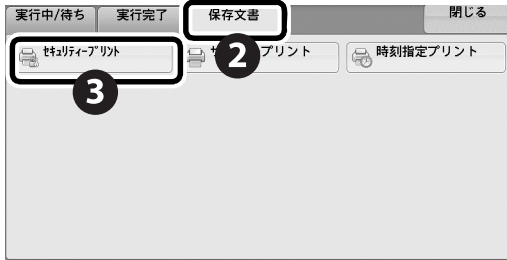 実行中/待ち
実行完了
保存文書
閉じる
2
ｾｷｭﾘﾃｨｰﾌﾟﾘﾝﾄ
プリント
時刻指定プリント
3